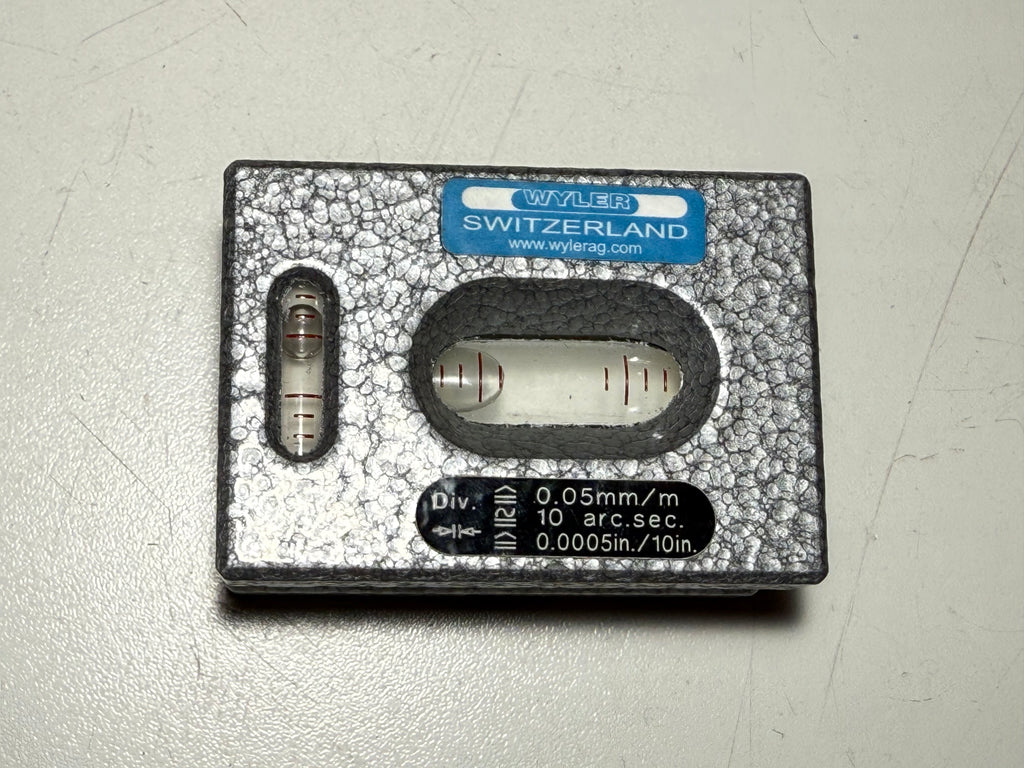 WYLER
SWITZERLAND
www.wylerag.com
Div. 0.05mm/m
10 arc.sec.
0.0005in./10in.